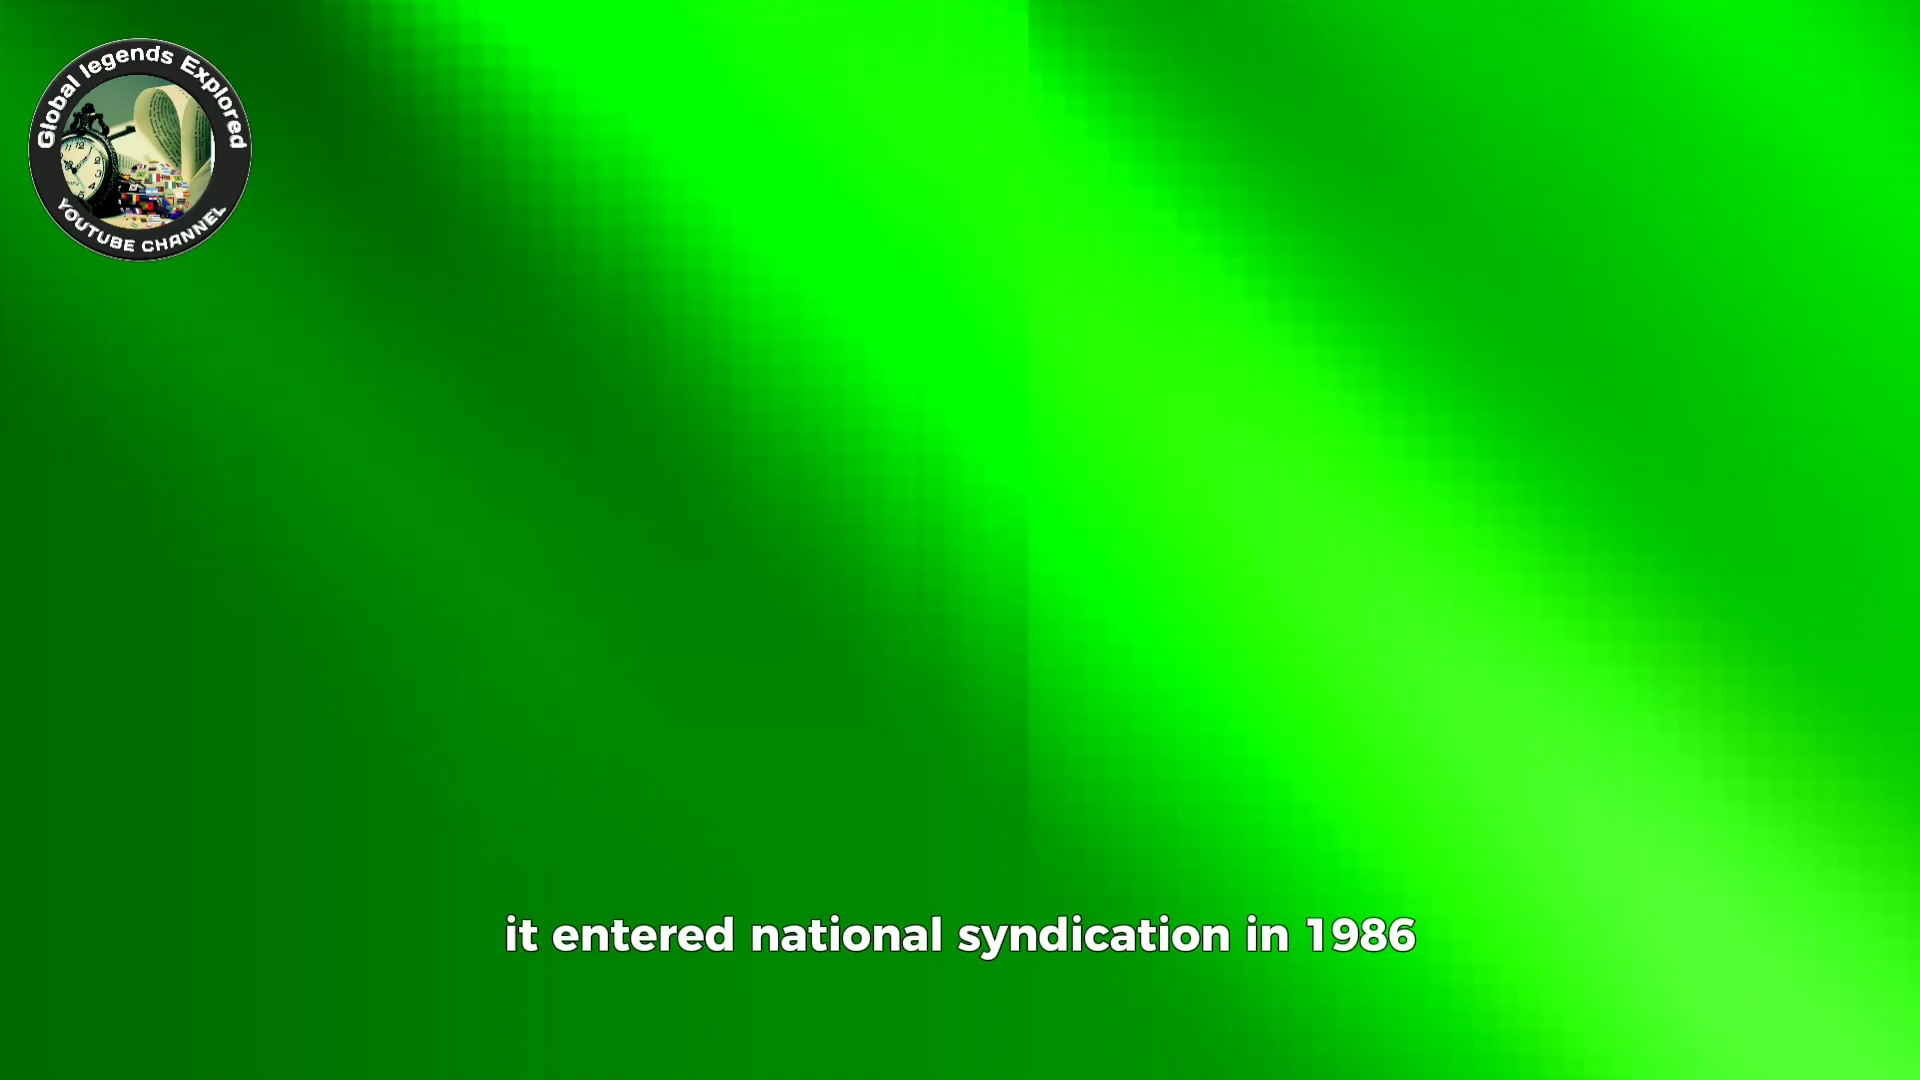 Global legends Explored
YOUTUBE CHANNEL
it entered national syndication in 1986